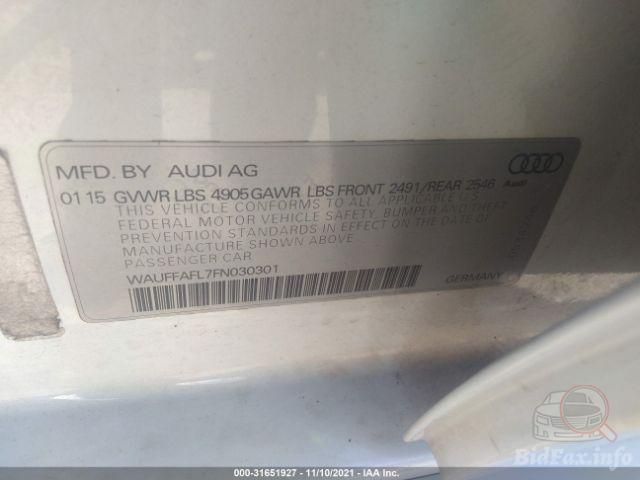 MFD. BY AUDI AG
01 15 GVWR LBS 4905 GAWR LBS FRONT 2491/REAR 2546
Audi
THIS VEHICLE CONFORMS TO ALL APPLICABLE U.S.
FEDERAL MOTOR VEHICLE SAFETY, BUMPER AND THEFT
PREVENTION STANDARDS IN EFFECT ON THE DATE OF
MANUFACTURE SHOWN ABOVE
PASSENGER CAR
WAUFFAFL7FN030301
GERMANY
BidFax.info
000-31651927 - 11/10/2021 - IAA Inc.